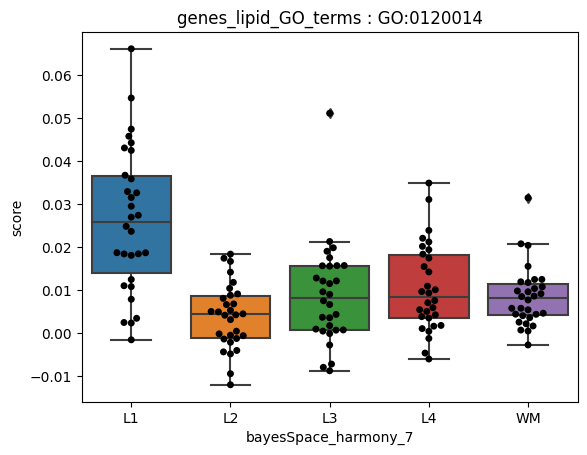 genes_lipid_GO_terms : GO:0120014
score
0.06
0.05
0.04
0.03
0.02
0.01
0.00
−0.01
L1 L2 L3 L4 WM
bayesSpace_harmony_7